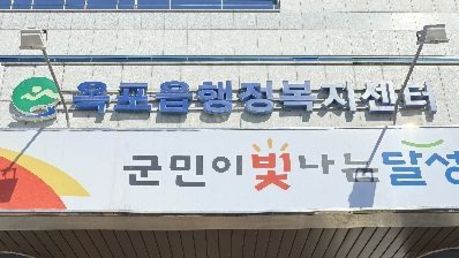 옥포읍행정복지센터
군민이 빛나는 달성